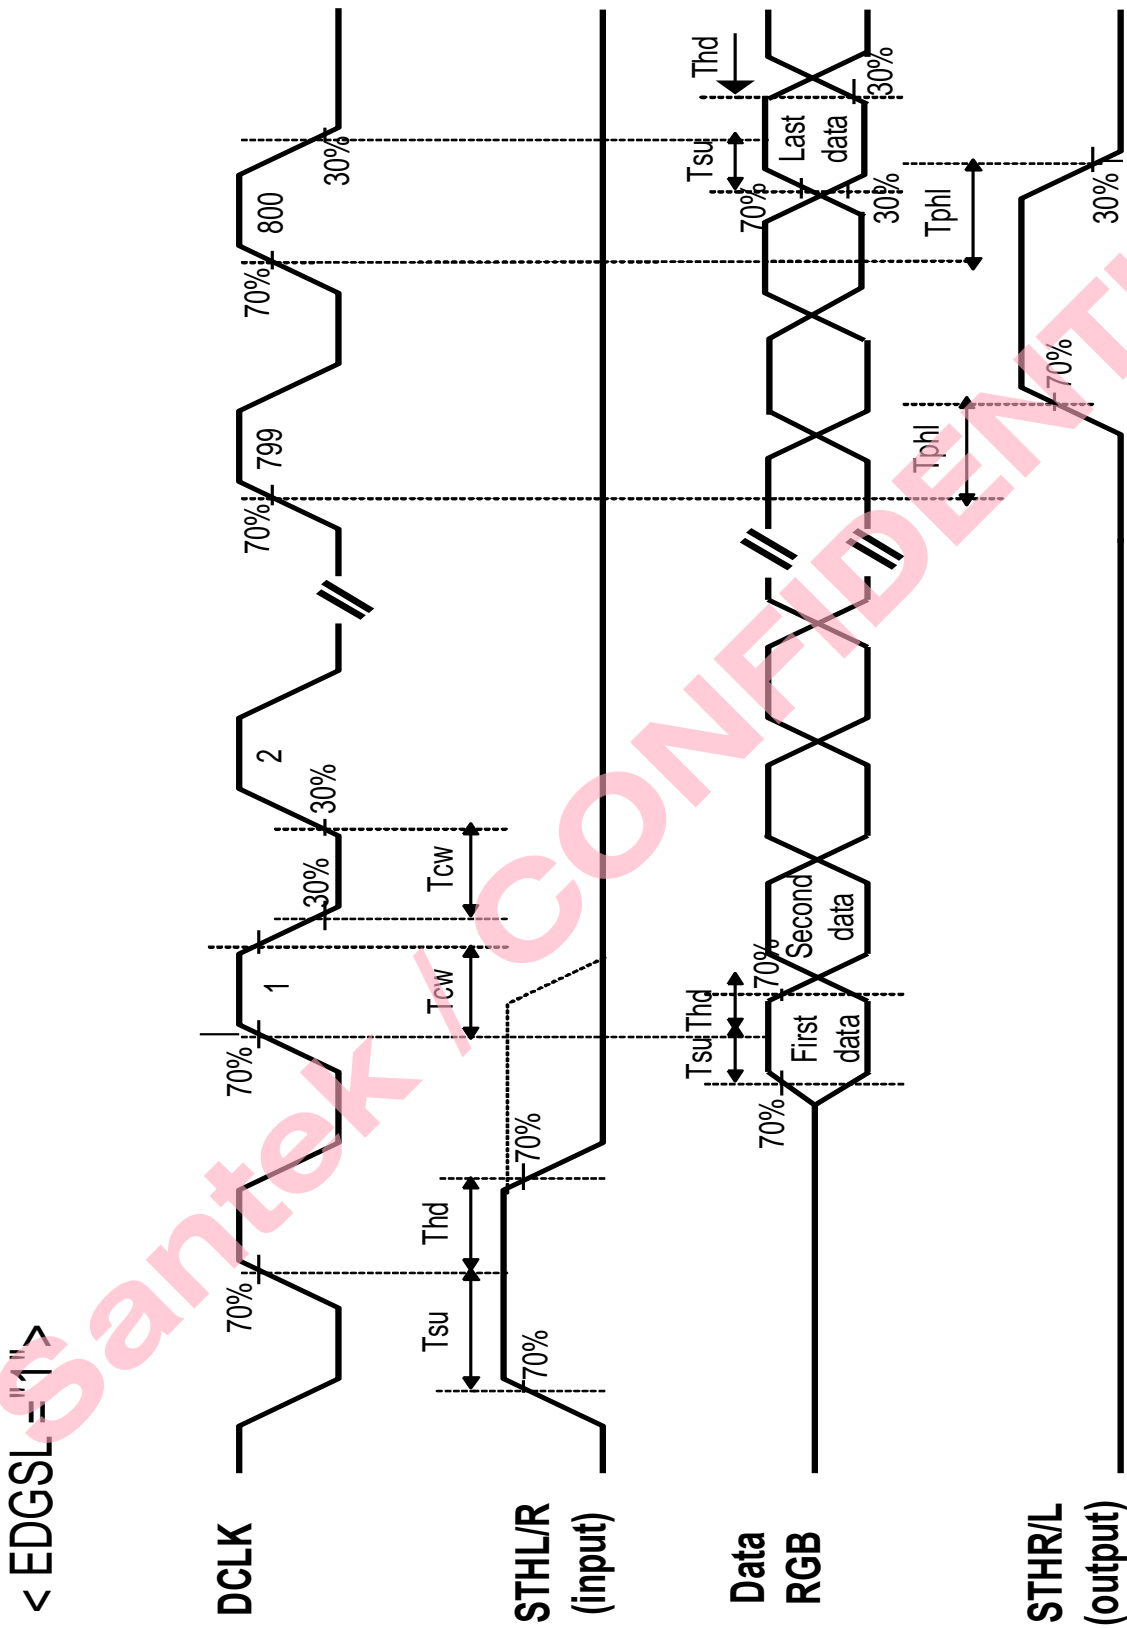 < EDGSL ="1">
DCLK
70%
70%
1
30%
30%
2
70%
799
70%
800
30%
Tcw
Tcw
STHL/R
(input)
Tsu
Thd
70%
70%
Data
RGB
Tsu
Thd
70%
70%
First
data
Second
data
Tsu
Thd
70%
30%
Last
data
30%
STHR/L
(output)
Tphl
70%
Tphl
30%
Santek / CONFIDENT